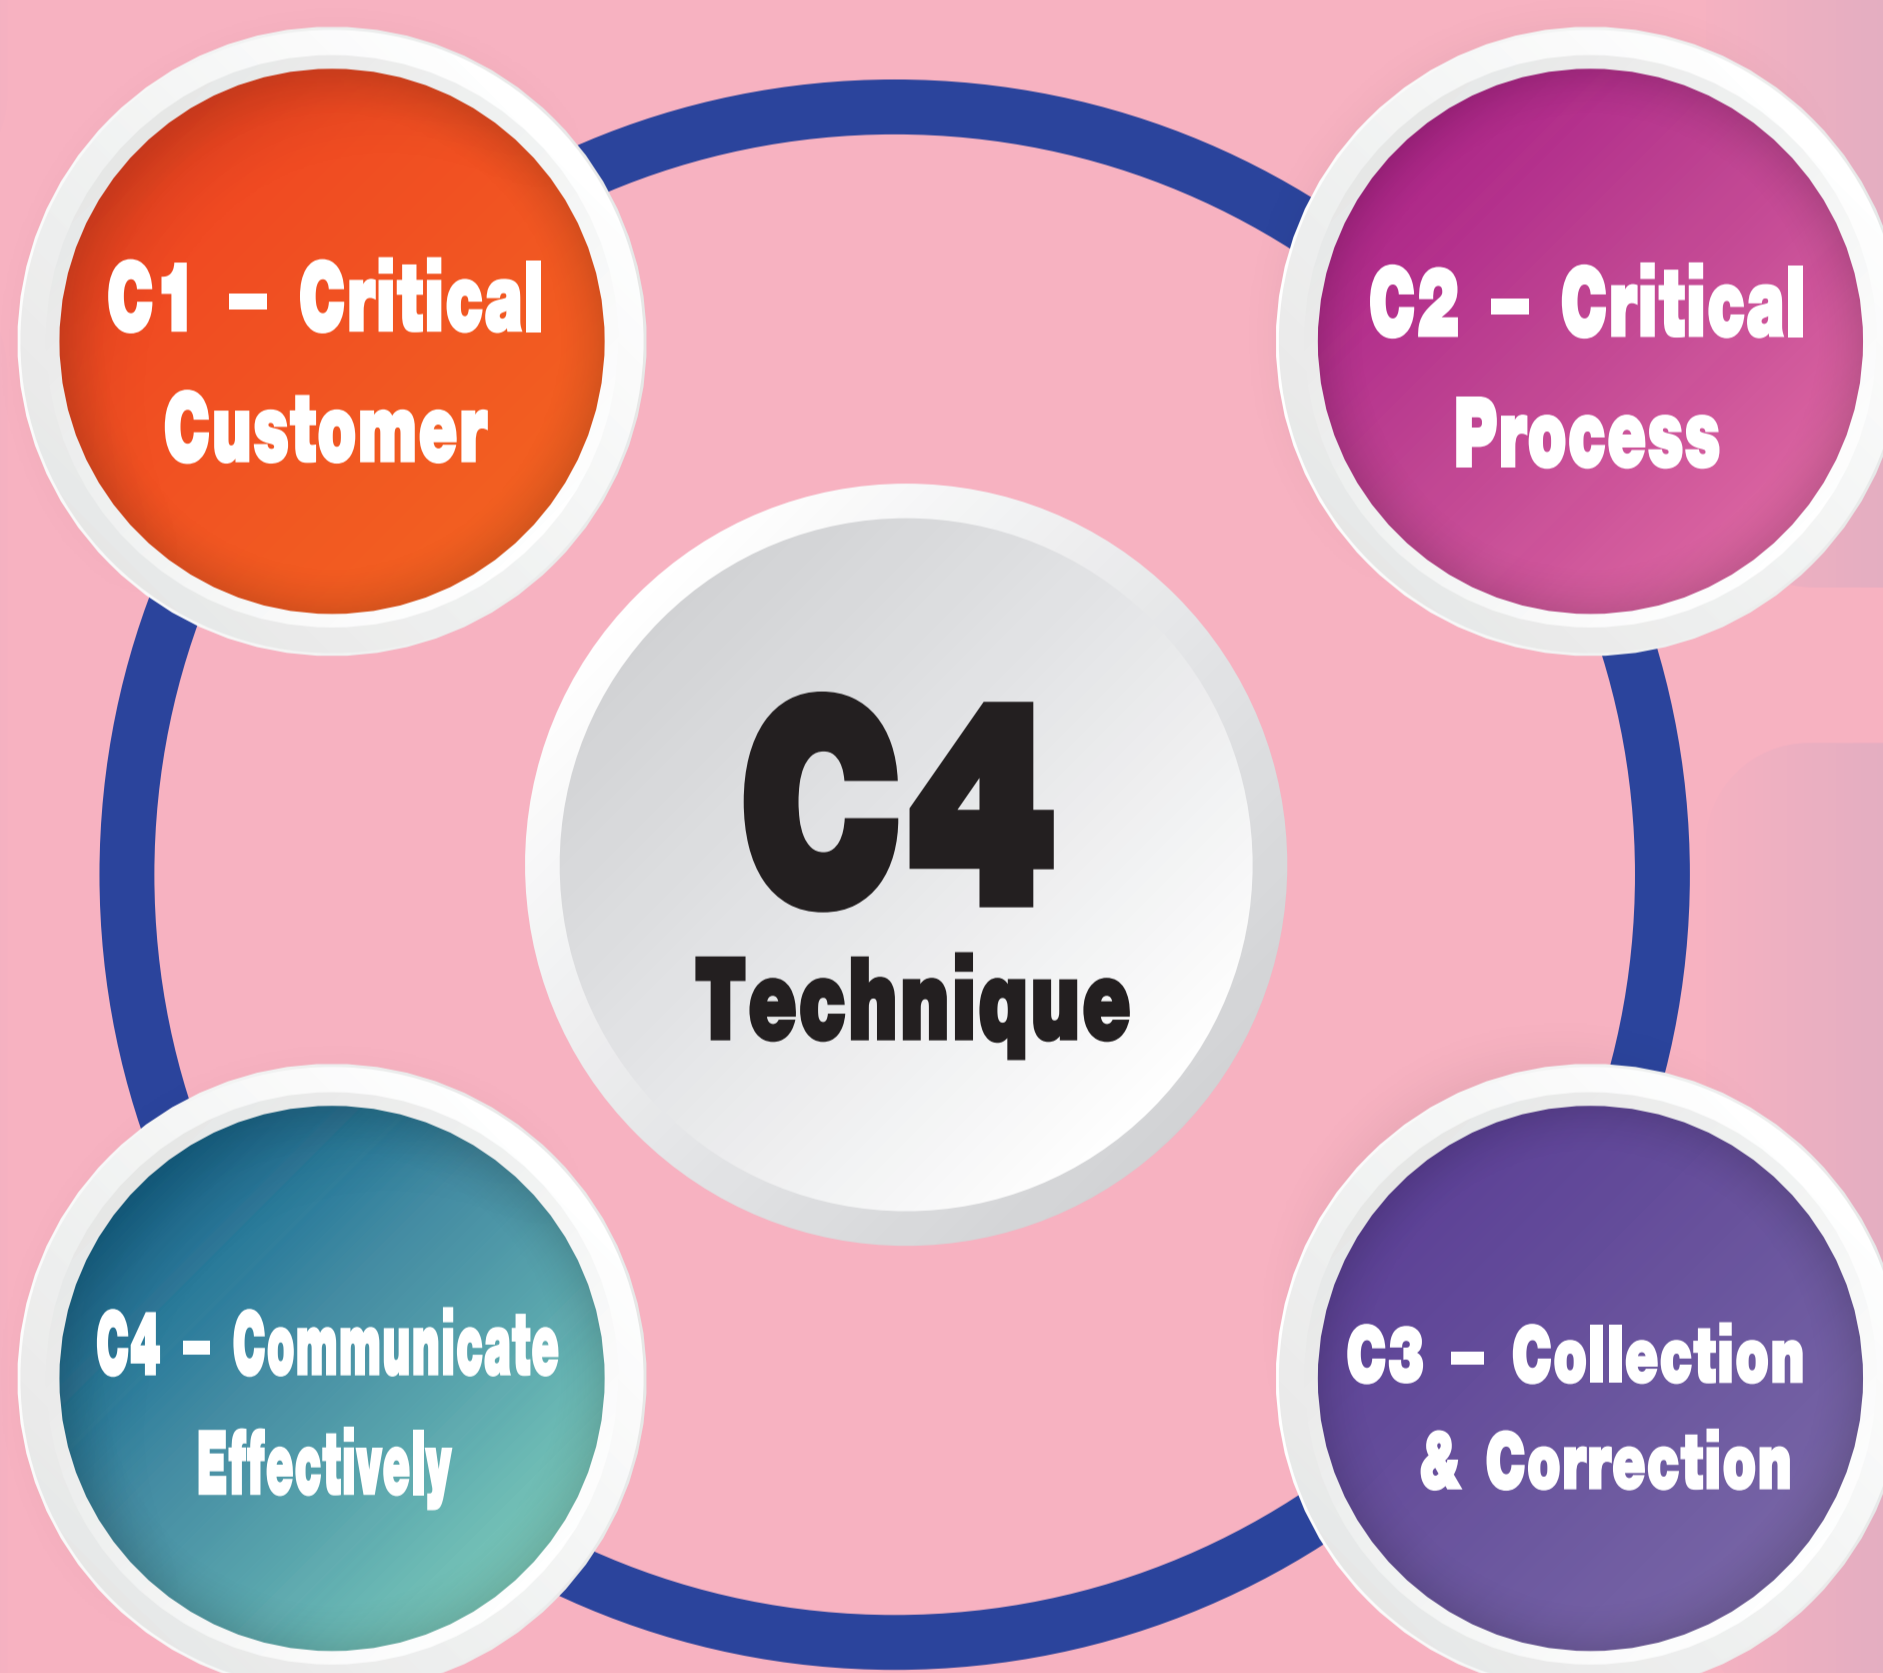 C1 – Critical
Customer
C2 – Critical
Process
C4
Technique
C4 – Communicate
Effectively
C3 – Collection
& Correction